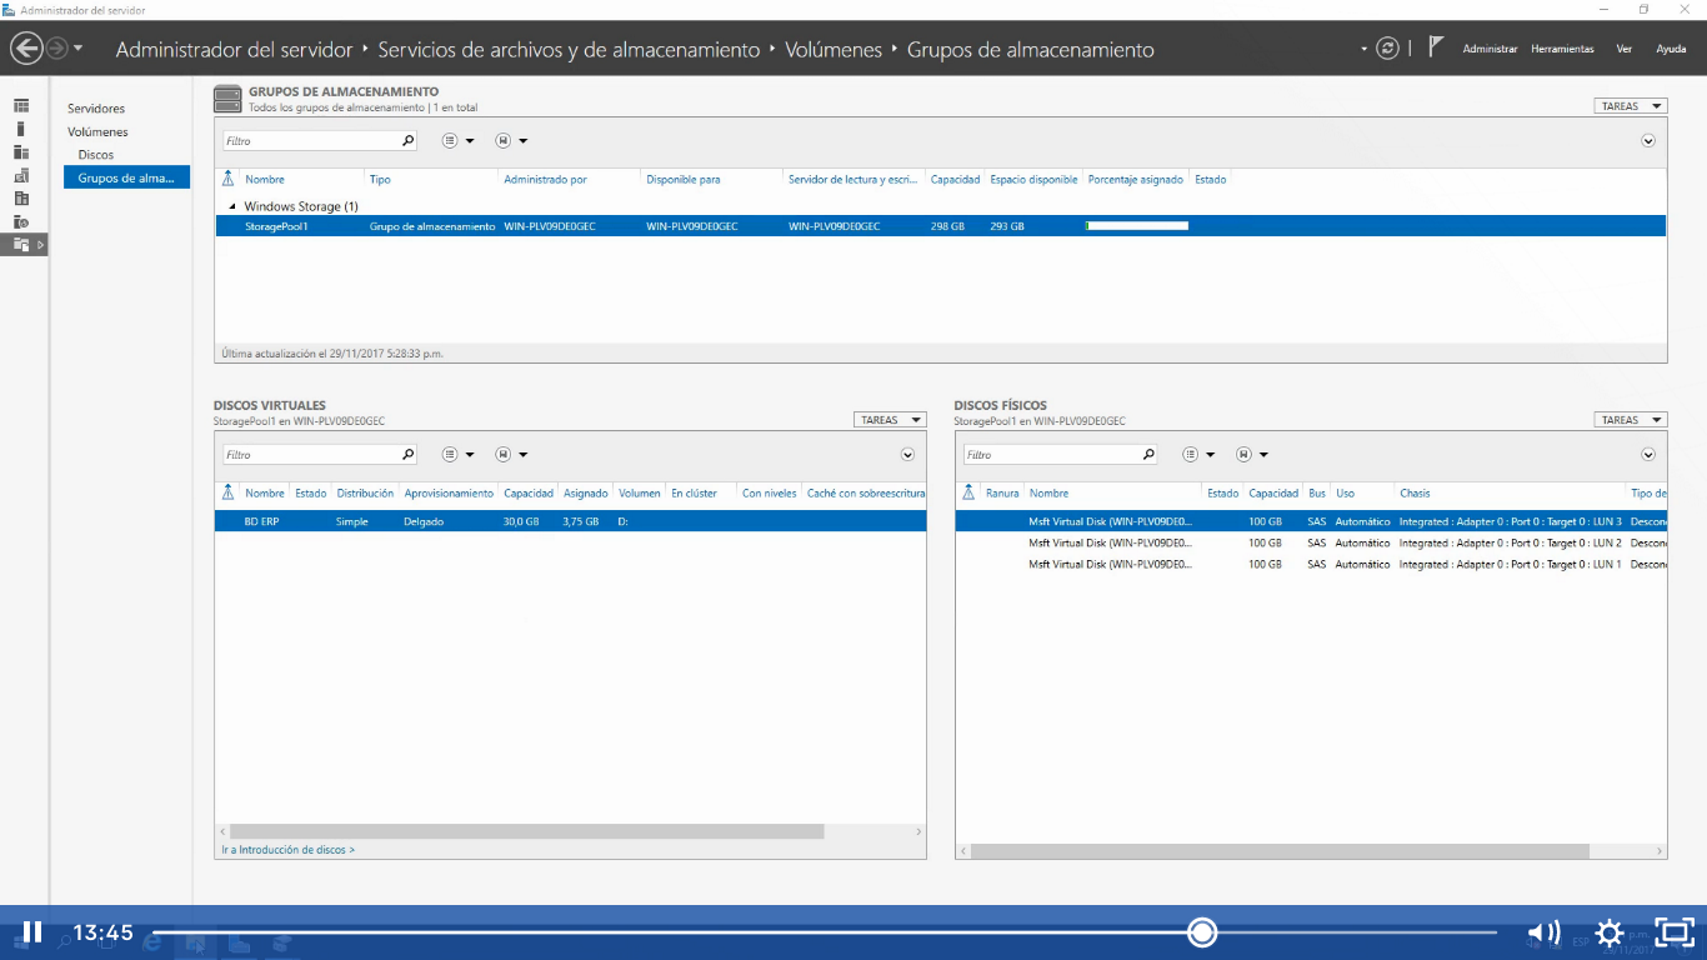 Administrador del servidor
Administrador del servidor • Servicios de archivos y de almacenamiento • Volúmenes • Grupos de almacenamiento
Administrar Herramientas Ver Ayuda
Servidores
Volúmenes
Discos
Grupos de alma...
GRUPOS DE ALMACENAMIENTO
Todos los grupos de almacenamiento | 1 en total
TAREAS
Filtro
Nombre Tipo Administrado por Disponible para Servidor de lectura y escri... Capacidad Espacio disponible Porcentaje asignado Estado
Windows Storage (1)
StoragePool1 Grupo de almacenamiento WIN-PLV09DE0GEC WIN-PLV09DE0GEC WIN-PLV09DE0GEC 298 GB 293 GB
Última actualización el 29/11/2017 5:28:33 p.m.
DISCOS VIRTUALES
StoragePool1 en WIN-PLV09DE0GEC
TAREAS
Filtro
Nombre Estado Distribución Aprovisionamiento Capacidad Asignado Volumen En clúster Con niveles Caché con sobreescritura
BD ERP Simple Delgado 30,0 GB 3,75 GB D:
Ir a Introducción de discos >
DISCOS FÍSICOS
StoragePool1 en WIN-PLV09DE0GEC
TAREAS
Filtro
Ranura Nombre Estado Capacidad Bus Uso Chasis Tipo de
Msft Virtual Disk (WIN-PLV09DE0... 100 GB SAS Automático Integrated : Adapter 0 : Port 0 : Target 0 : LUN 3 Descon
Msft Virtual Disk (WIN-PLV09DE0... 100 GB SAS Automático Integrated : Adapter 0 : Port 0 : Target 0 : LUN 2 Descon
Msft Virtual Disk (WIN-PLV09DE0... 100 GB SAS Automático Integrated : Adapter 0 : Port 0 : Target 0 : LUN 1 Descon
13:45
ESP